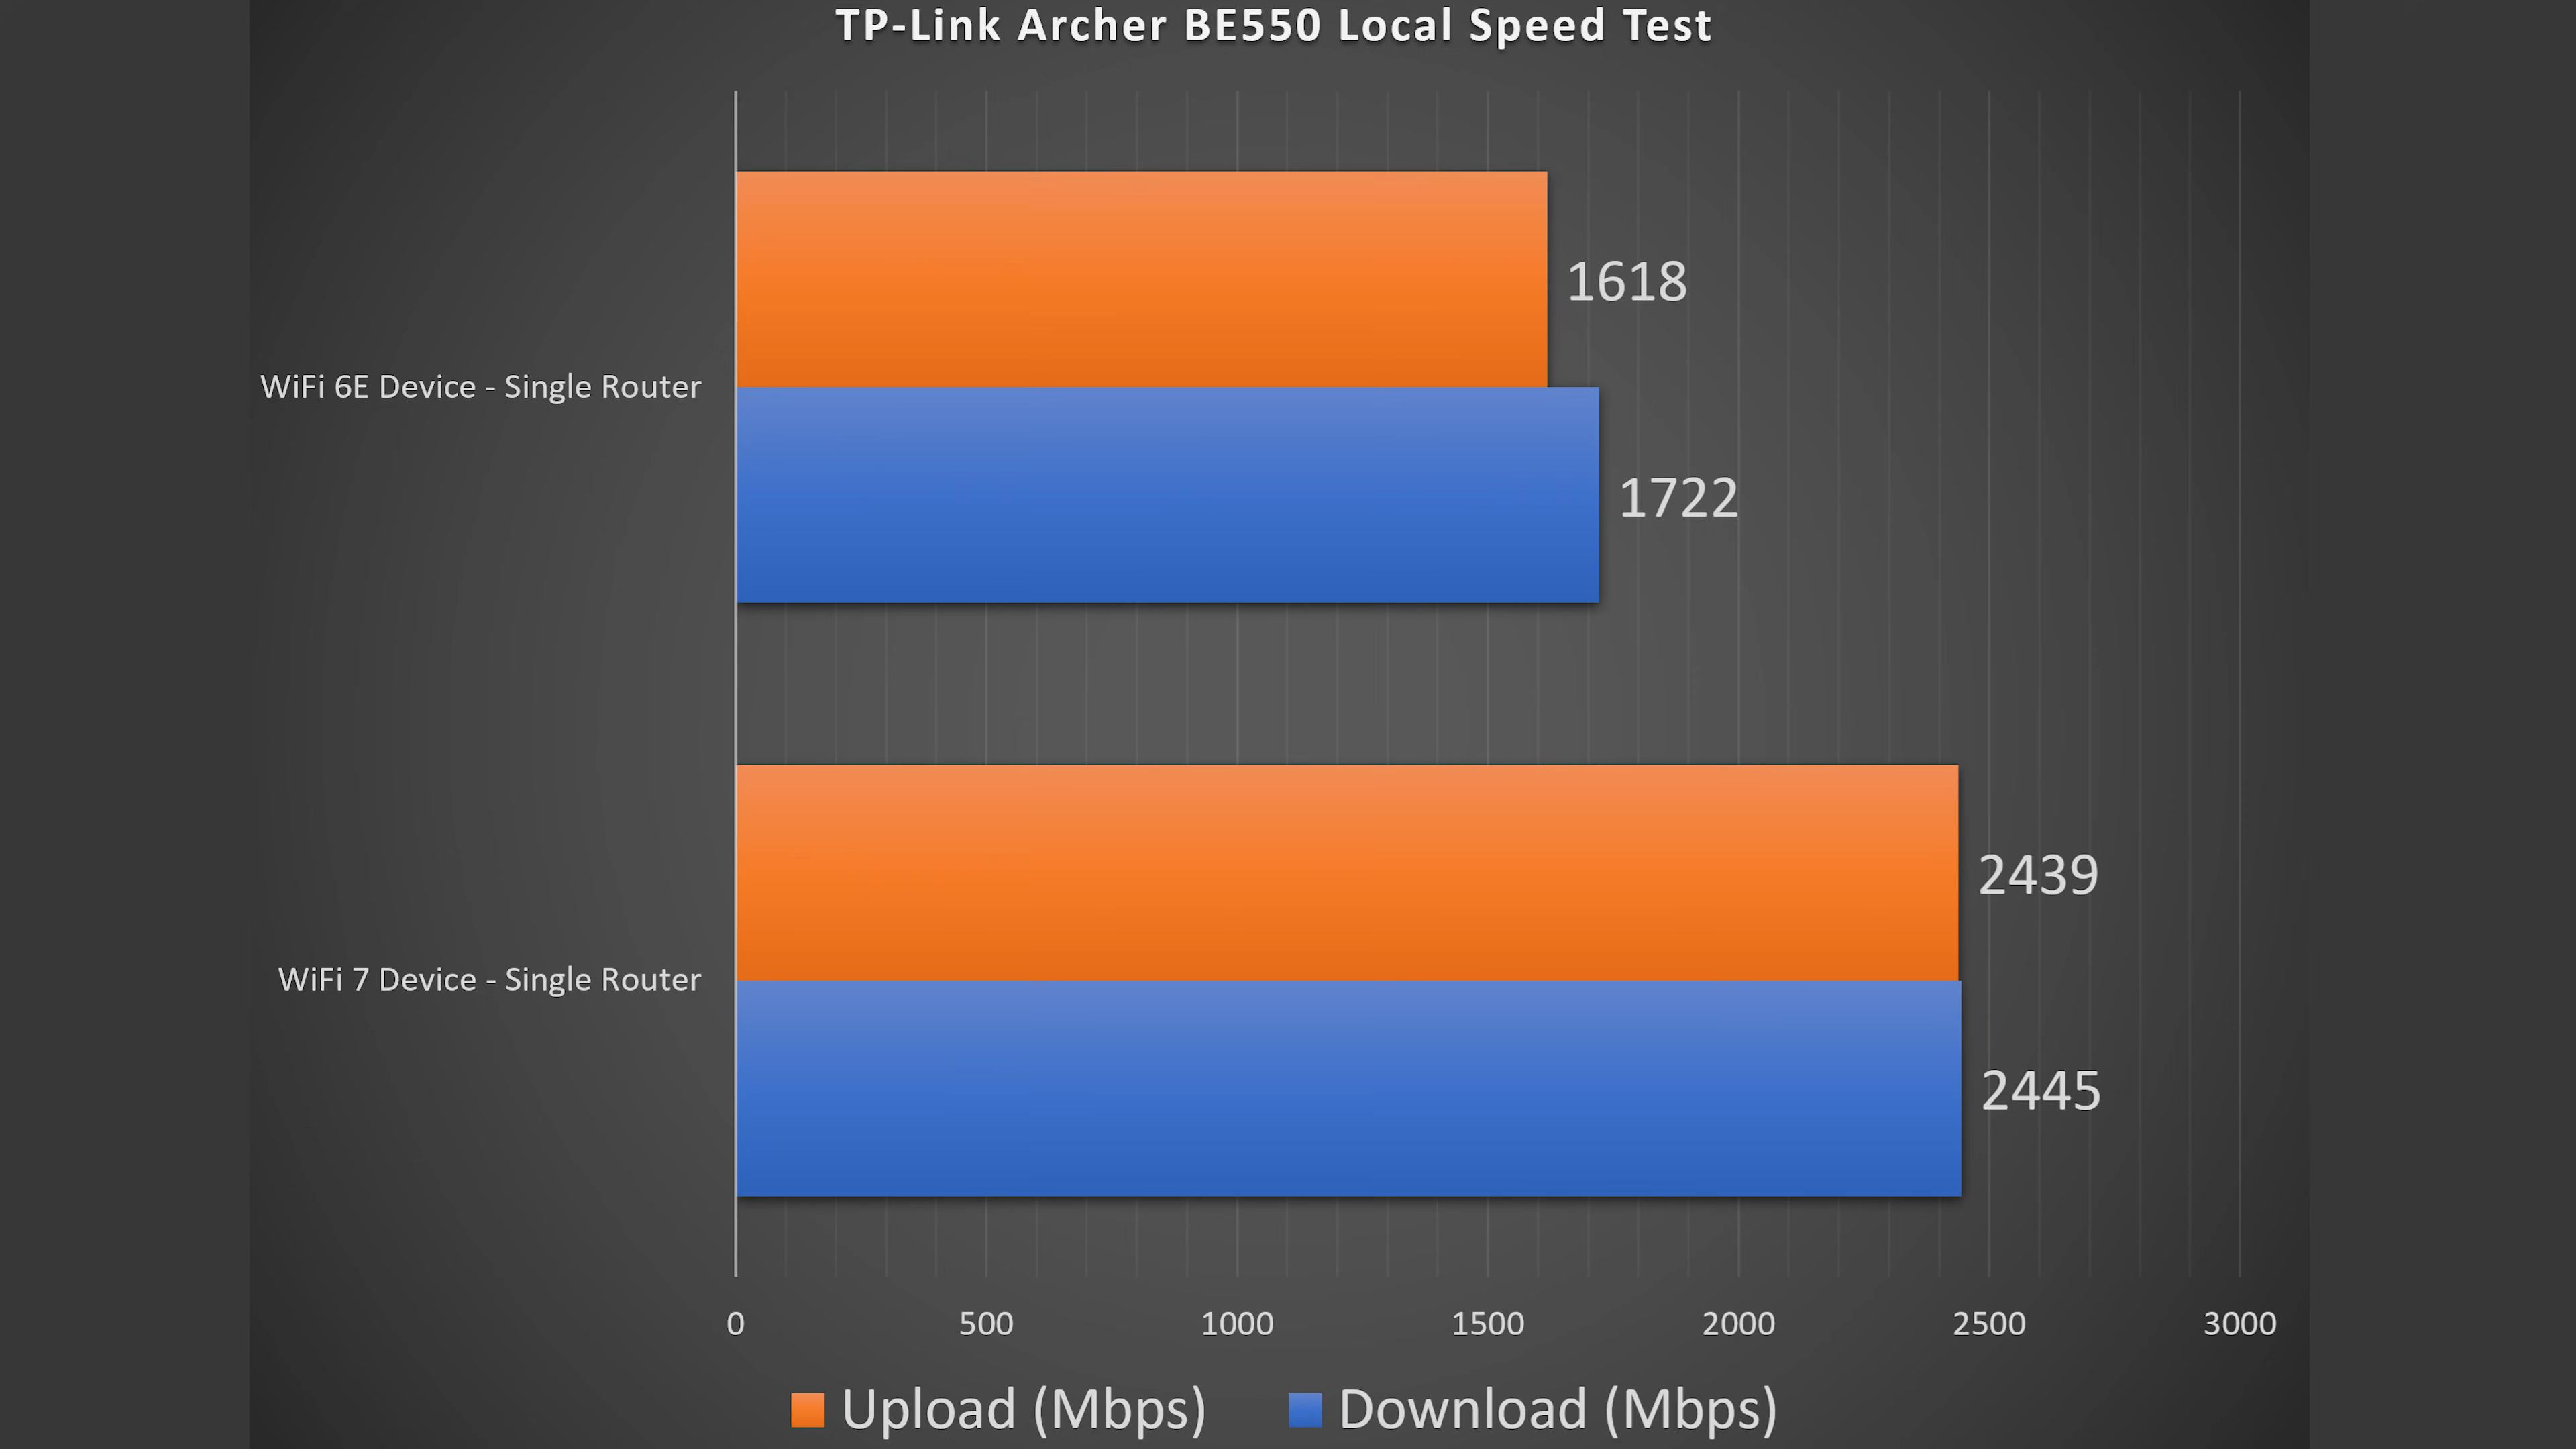 TP-Link Archer BE550 Local Speed Test
1618
WiFi 6E Device - Single Router
1722
2439
WiFi 7 Device - Single Router
2445
0 500 1000 1500 2000 2500 3000
Upload (Mbps) Download (Mbps)